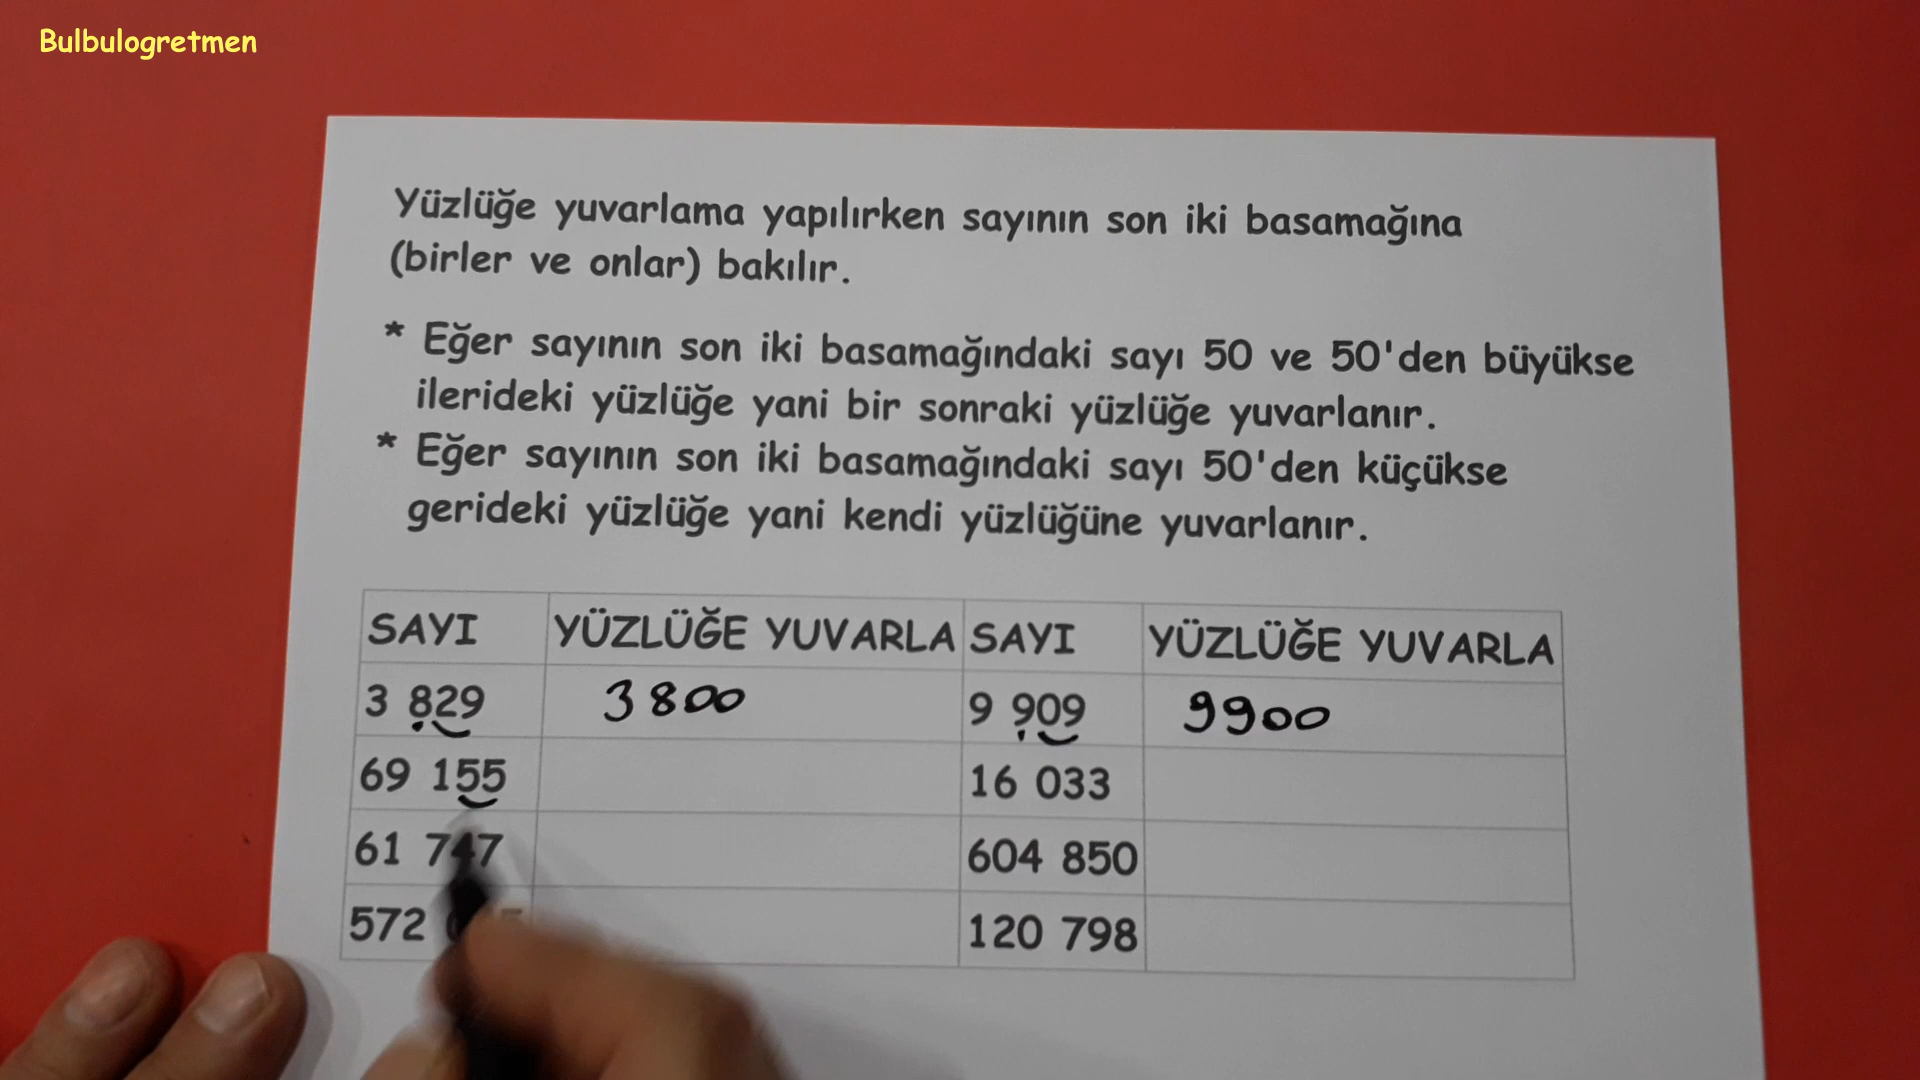 Bulbulogretmen
Yüzlüğe yuvarlama yapılırken sayının son iki basamağına
(birler ve onlar) bakılır.
* Eğer sayının son iki basamağındaki sayı 50 ve 50'den büyükse
ilerideki yüzlüğe yani bir sonraki yüzlüğe yuvarlanır.
* Eğer sayının son iki basamağındaki sayı 50'den küçükse
gerideki yüzlüğe yani kendi yüzlüğüne yuvarlanır.
SAYI YÜZLÜĞE YUVARLA SAYI YÜZLÜĞE YUVARLA
3 829 3800 9 909 9900
69 155 16 033
61 747 604 850
572 120 798